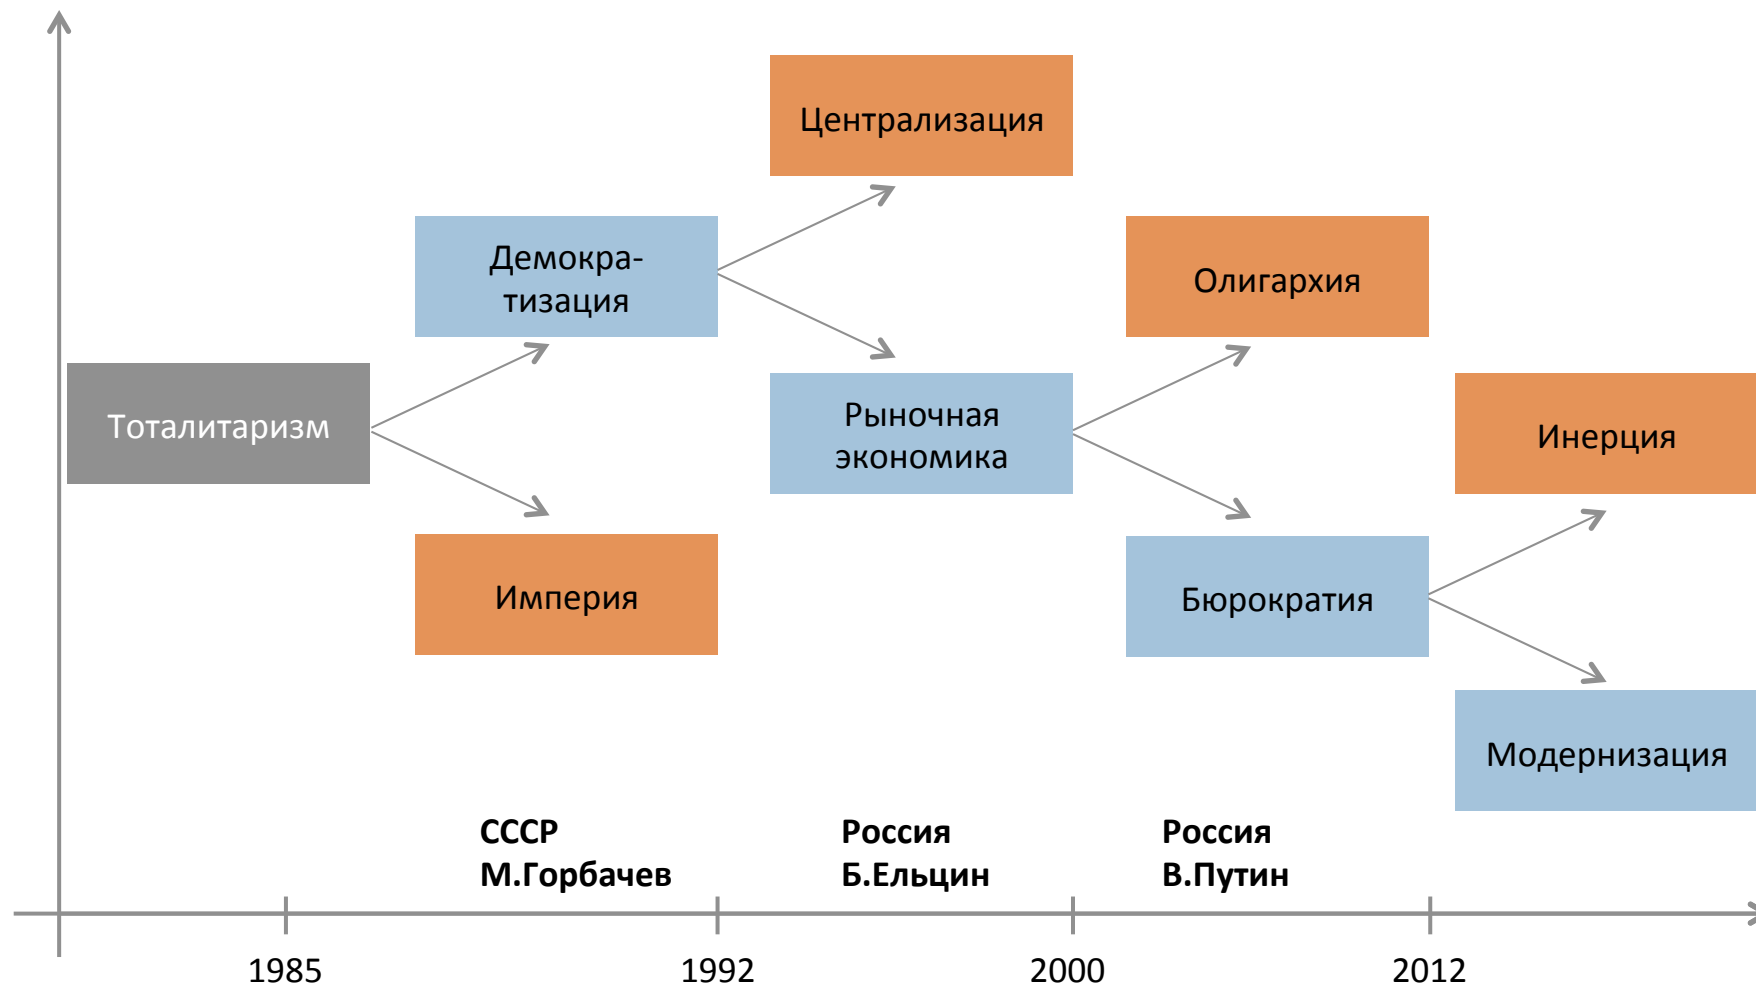 Централизация
Демокра-
тизация
Олигархия
Тоталитаризм
Рыночная
экономика
Инерция
Империя
Бюрократия
Модернизация
СССР
М.Горбачев
Россия
Б.Ельцин
Россия
В.Путин
1985
1992
2000
2012